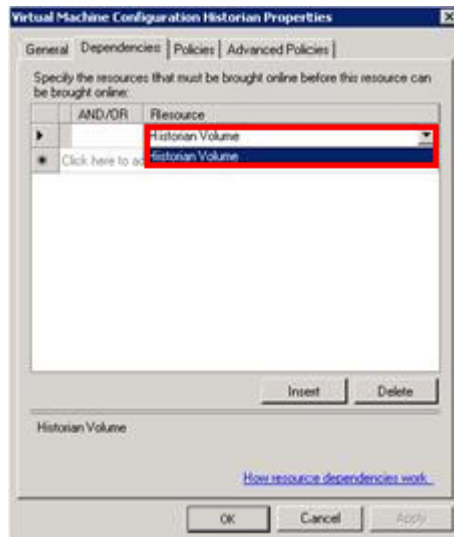 Virtual Machine Configuration Historian Properties
General Dependencies Policies Advanced Policies
Specify the resources that must be brought online before this resource can
be brought online:
AND/OR Resource
Historian Volume
Click here to ad Historian Volume
Insert Delete
Historian Volume
How resource dependencies work...
OK Cancel Apply